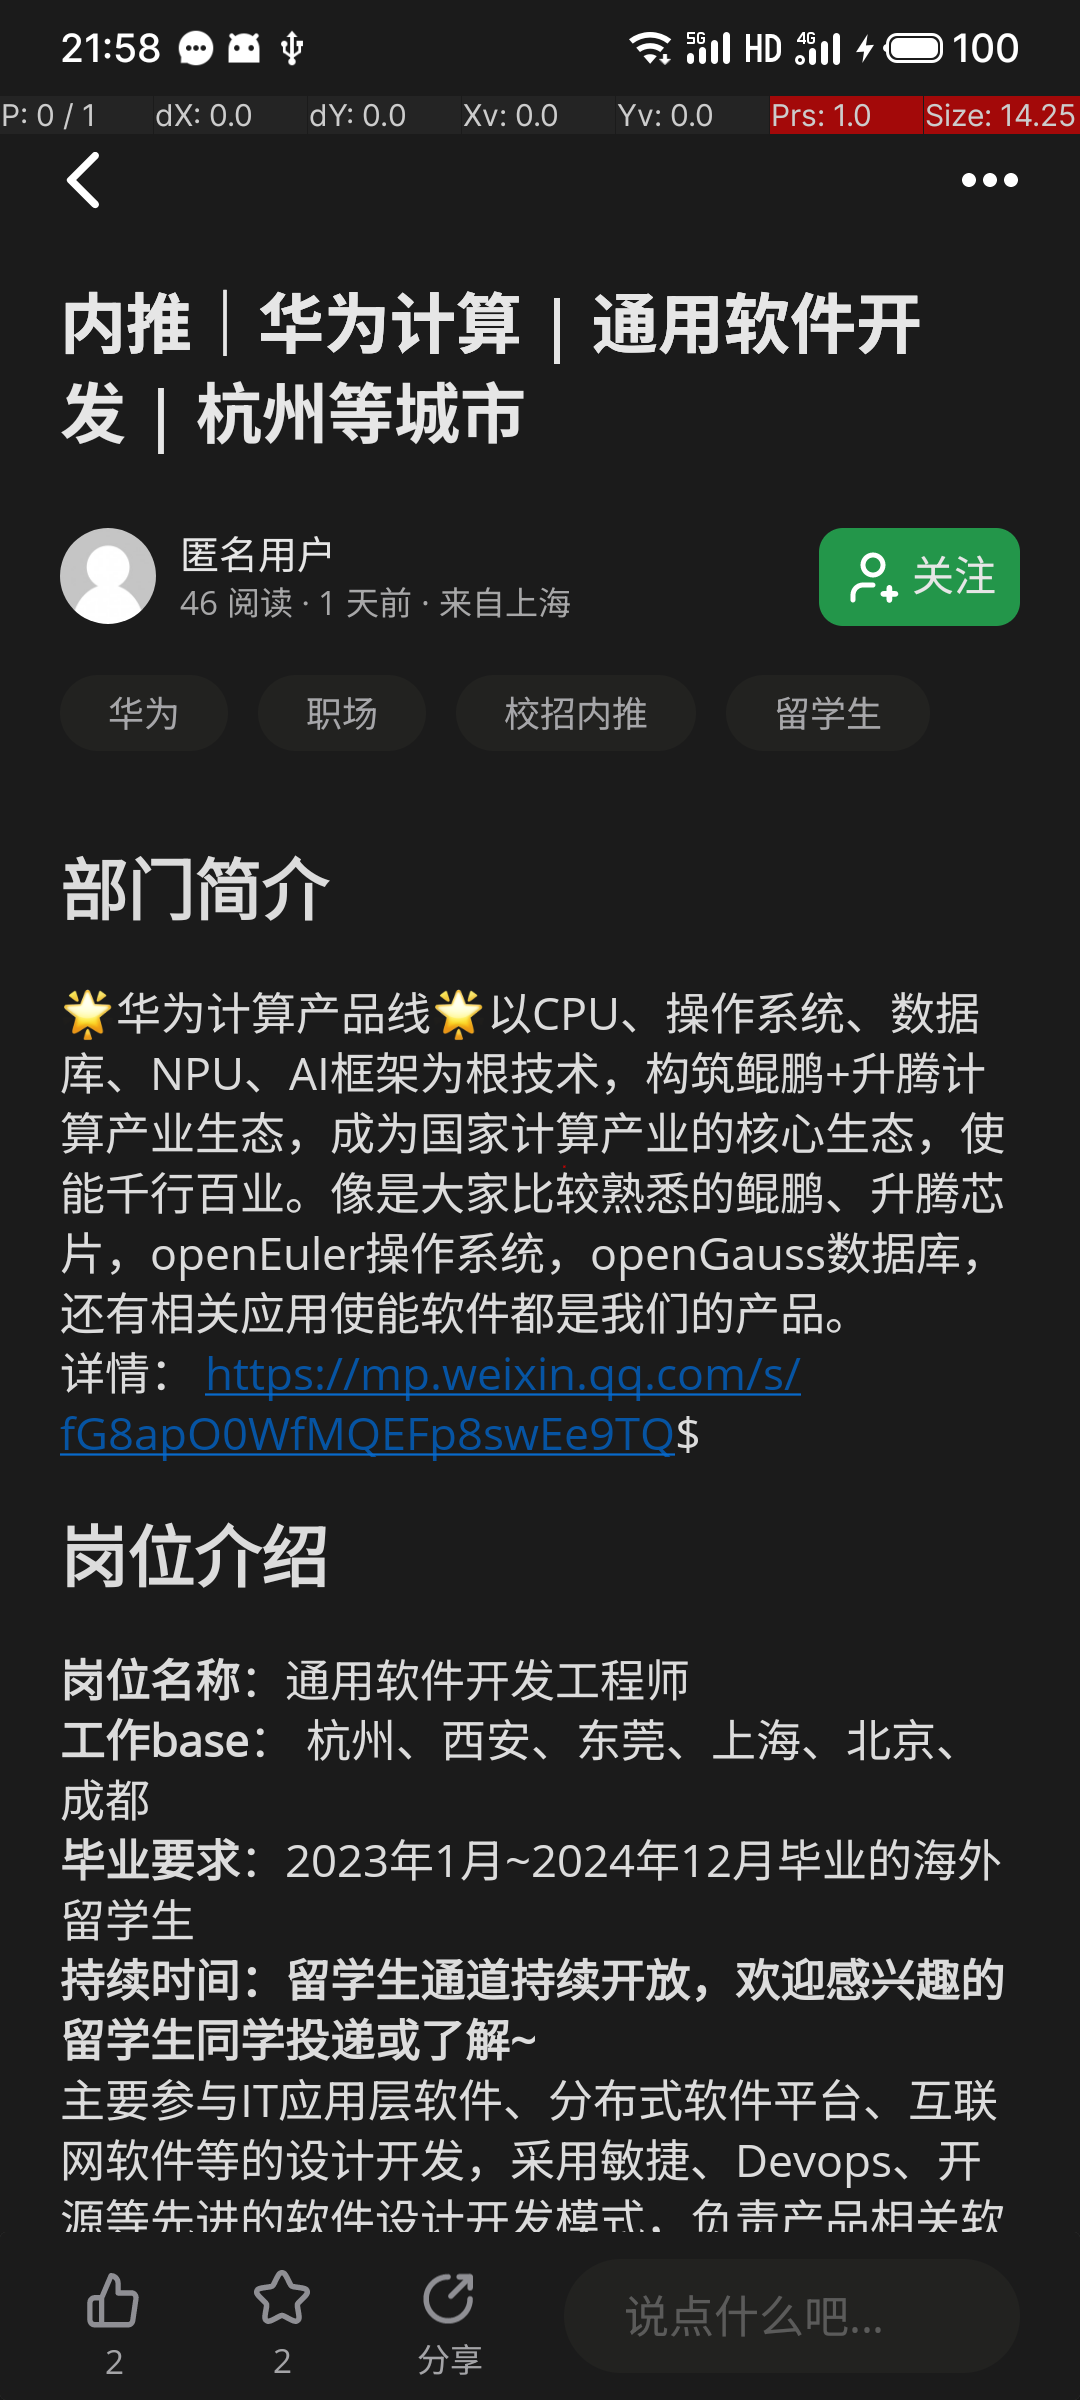 21:58
5G
HD
4G
100
P: 0 / 1
dX: 0.0
dY: 0.0
Xv: 0.0
Yv: 0.0
Prs: 1.0
Size: 14.25
内推｜华为计算 | 通用软件开
发 | 杭州等城市
匿名用户
46 阅读 · 1 天前 · 来自上海
关注
华为
职场
校招内推
留学生
部门简介
🌟华为计算产品线🌟以CPU、操作系统、数据
库、NPU、AI框架为根技术，构筑鲲鹏+升腾计
算产业生态，成为国家计算产业的核心生态，使
能千行百业。像是大家比较熟悉的鲲鹏、升腾芯
片，openEuler操作系统，openGauss数据库，
还有相关应用使能软件都是我们的产品。
详情： https://mp.weixin.qq.com/s/
fG8apO0WfMQEFp8swEe9TQ$
岗位介绍
岗位名称：通用软件开发工程师
工作base： 杭州、西安、东莞、上海、北京、
成都
毕业要求：2023年1月~2024年12月毕业的海外
留学生
持续时间：留学生通道持续开放，欢迎感兴趣的
留学生同学投递或了解~
主要参与IT应用层软件、分布式软件平台、互联
网软件等的设计开发，采用敏捷、Devops、开
源等先进的软件设计开发模式，负责产品相关软
2
2
分享
说点什么吧...